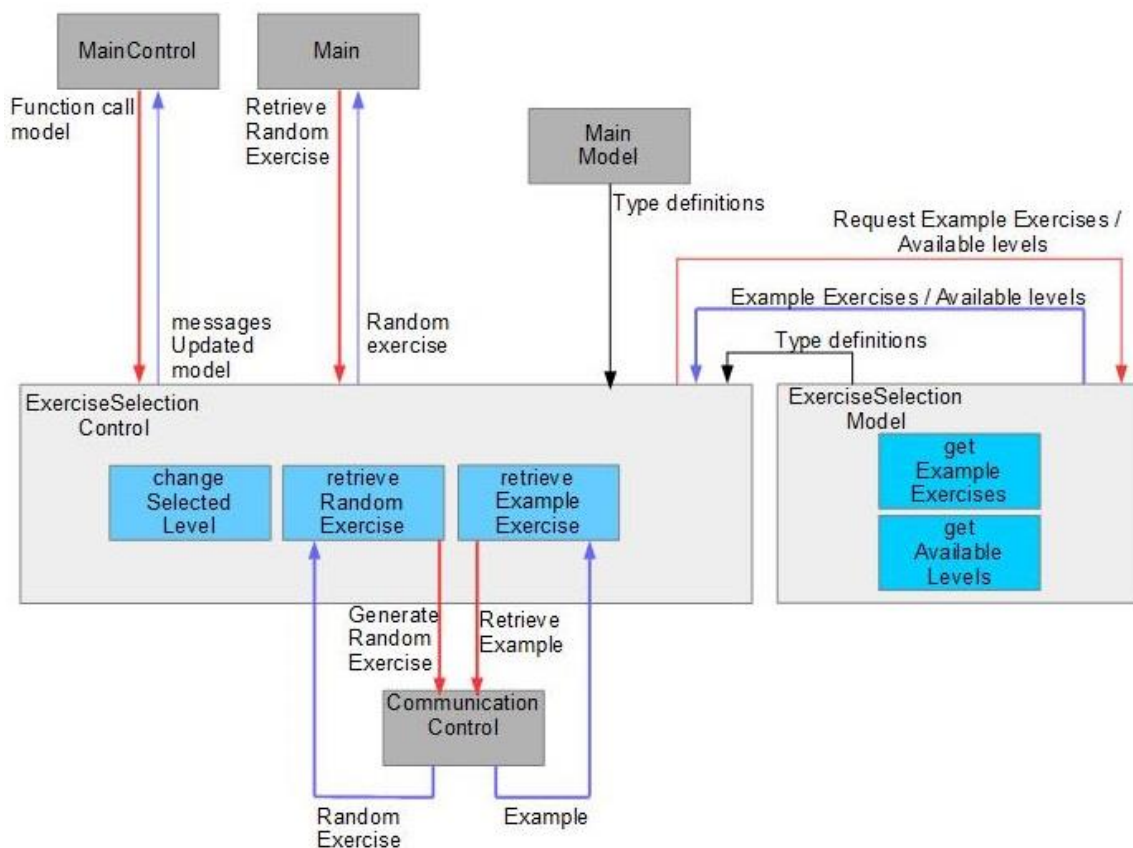 MainControl
Main
Function call
model
Retrieve
Random
Exercise
Main
Model
Type definitions
Request Example Exercises /
Available levels
Example Exercises / Available levels
Type definitions
messages
Updated
model
Random
exercise
ExerciseSelection
Control
ExerciseSelection
Model
change
Selected
Level
retrieve
Random
Exercise
retrieve
Example
Exercise
get
Example
Exercises
get
Available
Levels
Generate
Random
Exercise
Retrieve
Example
Communication
Control
Random
Exercise
Example